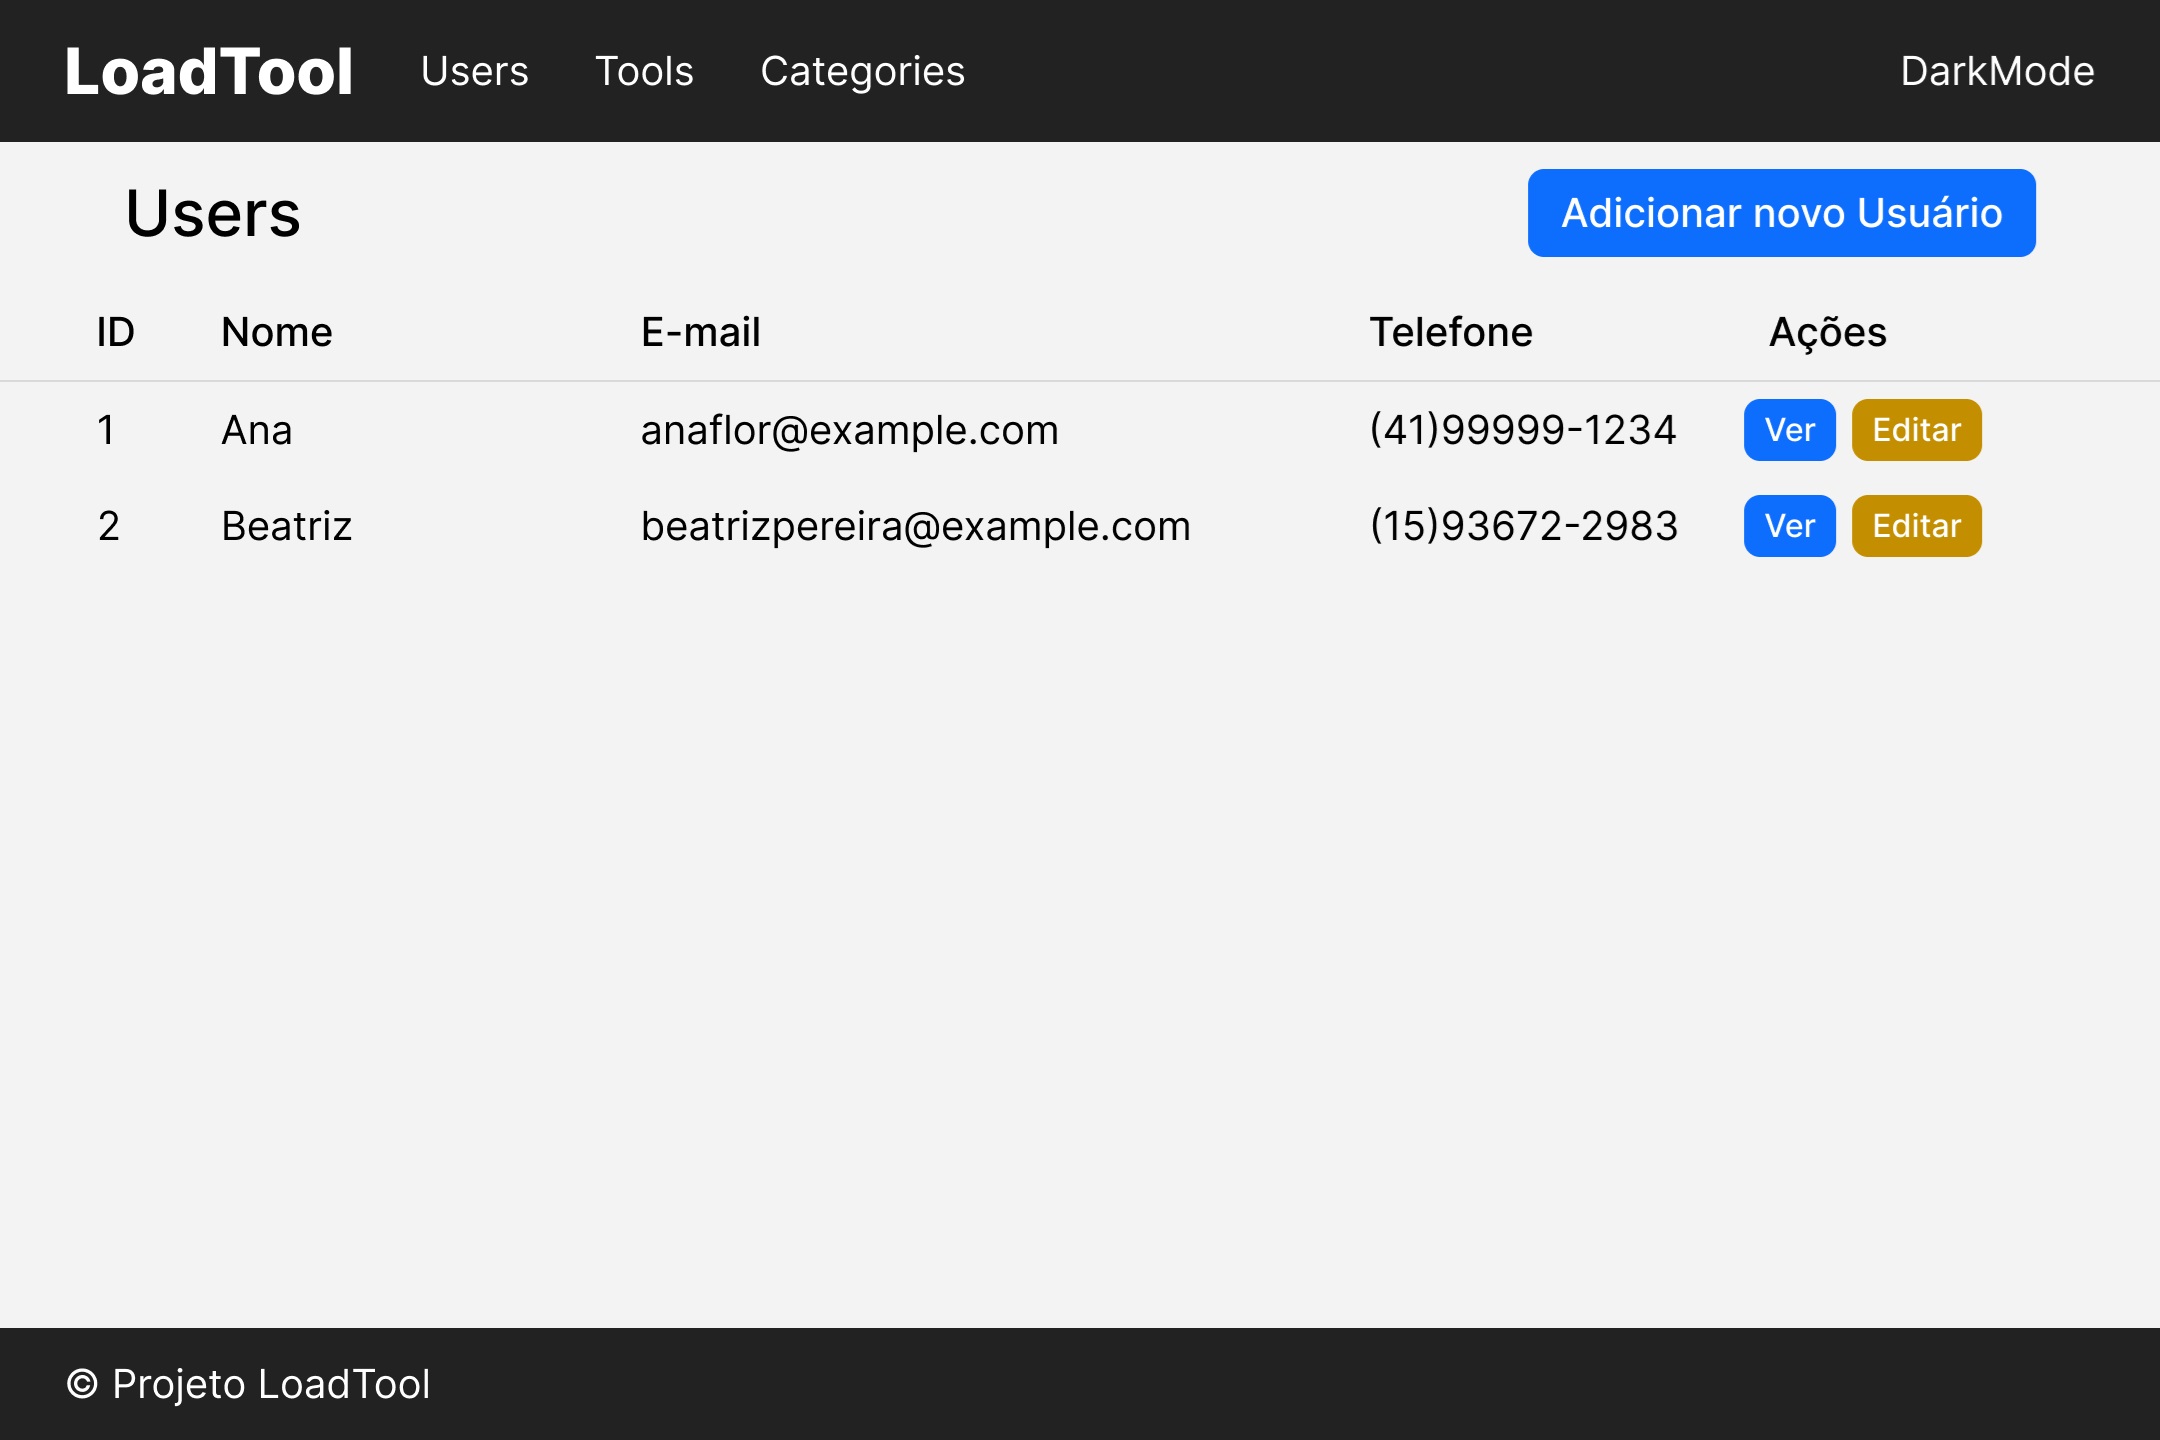 LoadTool Users Tools Categories DarkMode
Users Adicionar novo Usuário
ID Nome E-mail Telefone Ações
1 Ana anaflor@example.com (41)99999-1234 Ver Editar
2 Beatriz beatrizpereira@example.com (15)93672-2983 Ver Editar
© Projeto LoadTool